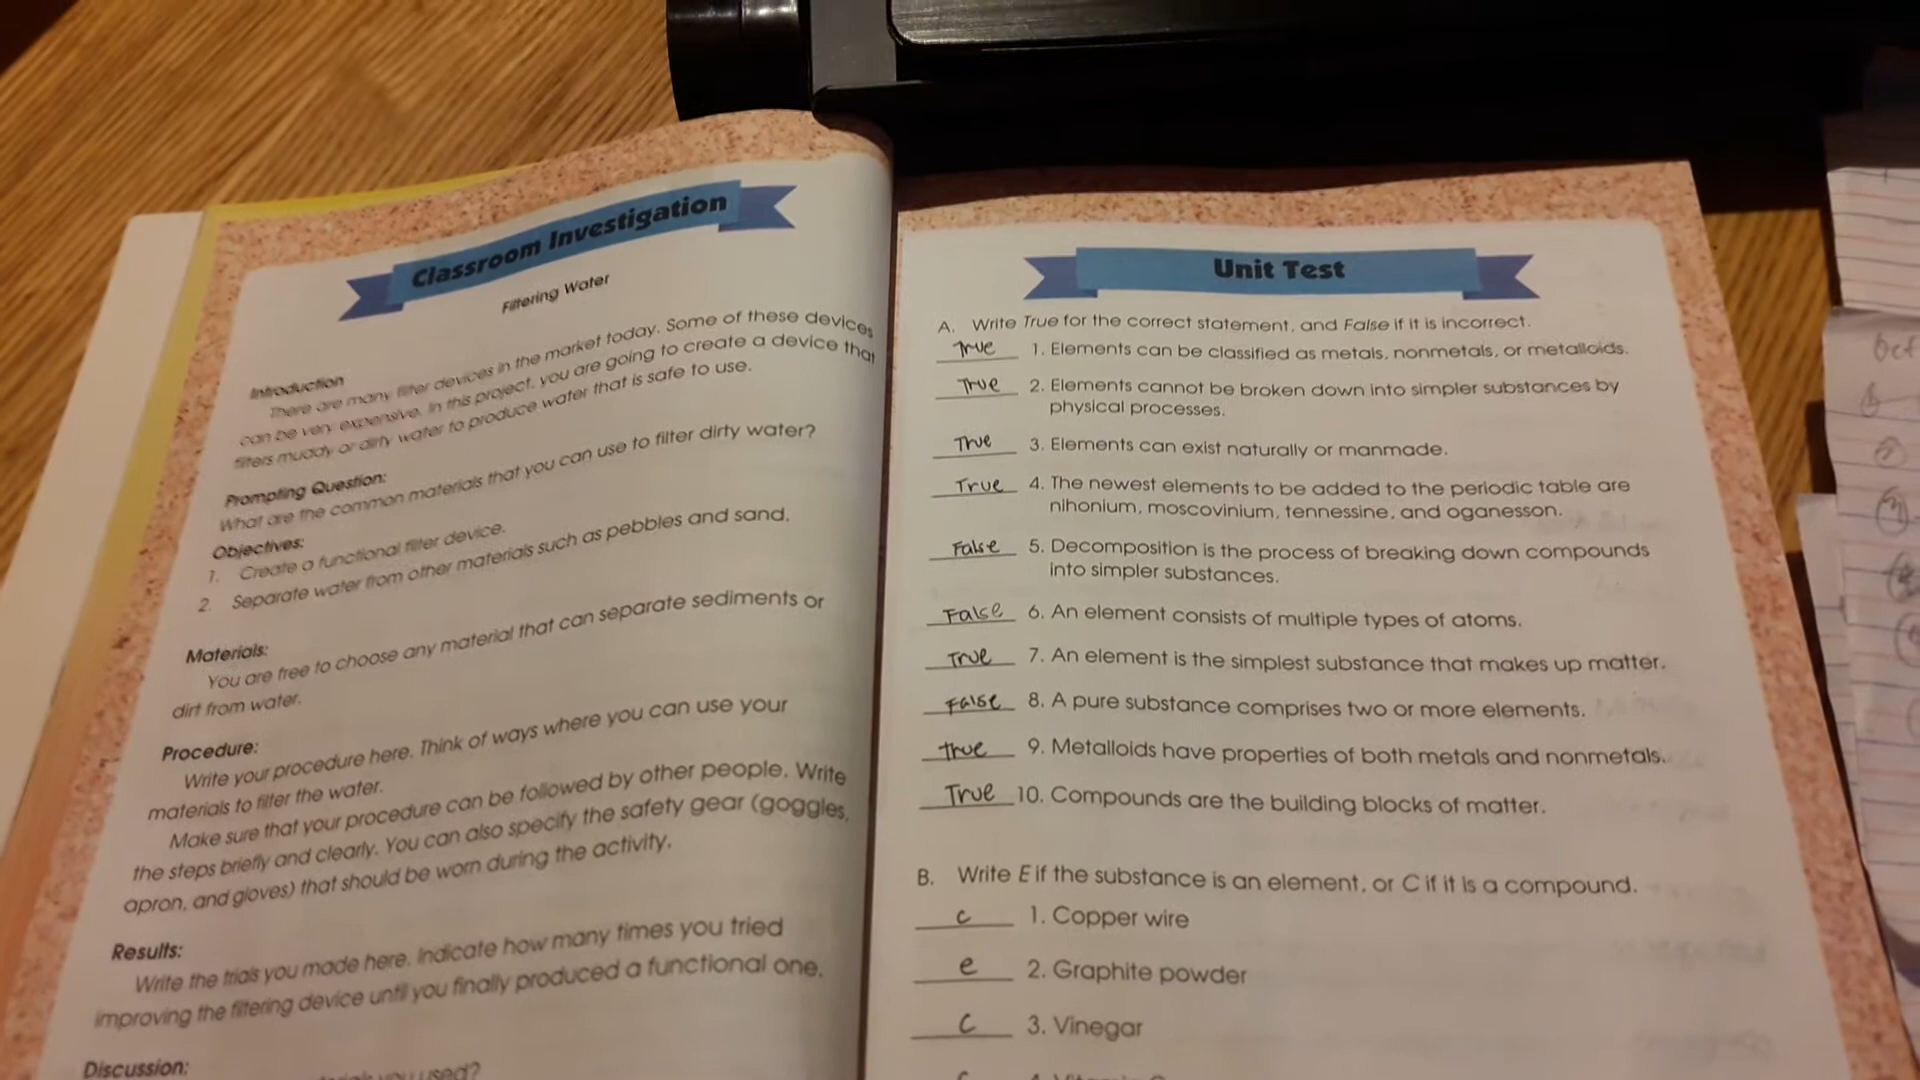 Classroom Investigation
Filtering Water
Introduction
There are many filter devices in the market today. Some of these devices
can be very expensive. In this project, you are going to create a device that
filters muddy or dirty water to produce water that is safe to use.
Prompting Question:
What are the common materials that you can use to filter dirty water?
Objectives:
1. Create a functional filter device.
2. Separate water from other materials such as pebbles and sand.
Materials:
You are free to choose any material that can separate sediments or
dirt from water.
Procedure:
Write your procedure here. Think of ways where you can use your
materials to filter the water.
Make sure that your procedure can be followed by other people. Write
the steps briefly and clearly. You can also specify the safety gear (goggles,
apron, and gloves) that should be worn during the activity.
Results:
Write the trials you made here. Indicate how many times you tried
improving the filtering device until you finally produced a functional one.
Discussion:
you used?
Unit Test
A. Write True for the correct statement, and False if it is incorrect.
True 1. Elements can be classified as metals, nonmetals, or metalloids.
True 2. Elements cannot be broken down into simpler substances by
physical processes.
True 3. Elements can exist naturally or manmade.
True 4. The newest elements to be added to the periodic table are
nihonium, moscovinium, tennessine, and oganesson.
False 5. Decomposition is the process of breaking down compounds
into simpler substances.
False 6. An element consists of multiple types of atoms.
True 7. An element is the simplest substance that makes up matter.
False 8. A pure substance comprises two or more elements.
True 9. Metalloids have properties of both metals and nonmetals.
True 10. Compounds are the building blocks of matter.
B. Write E if the substance is an element, or C if it is a compound.
c 1. Copper wire
e 2. Graphite powder
c 3. Vinegar